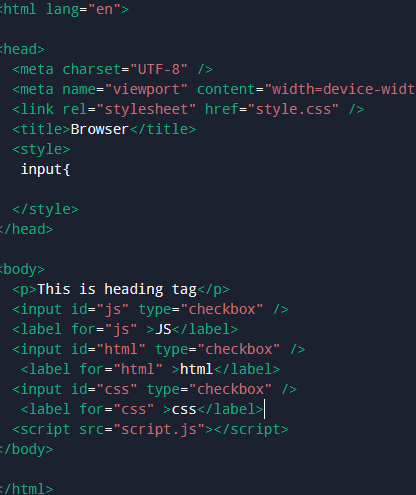 <html lang="en">
<head>
<meta charset="UTF-8" />
<meta name="viewport" content="width=device-widt
<link rel="stylesheet" href="style.css" />
<title>Browser</title>
<style>
input{
</style>
</head>
<body>
<p>This is heading tag</p>
<input id="js" type="checkbox" />
<label for="js" >JS</label>
<input id="html" type="checkbox" />
<label for="html" >html</label>
<input id="css" type="checkbox" />
<label for="css" >css</label>
<script src="script.js"></script>
</body>
</html>